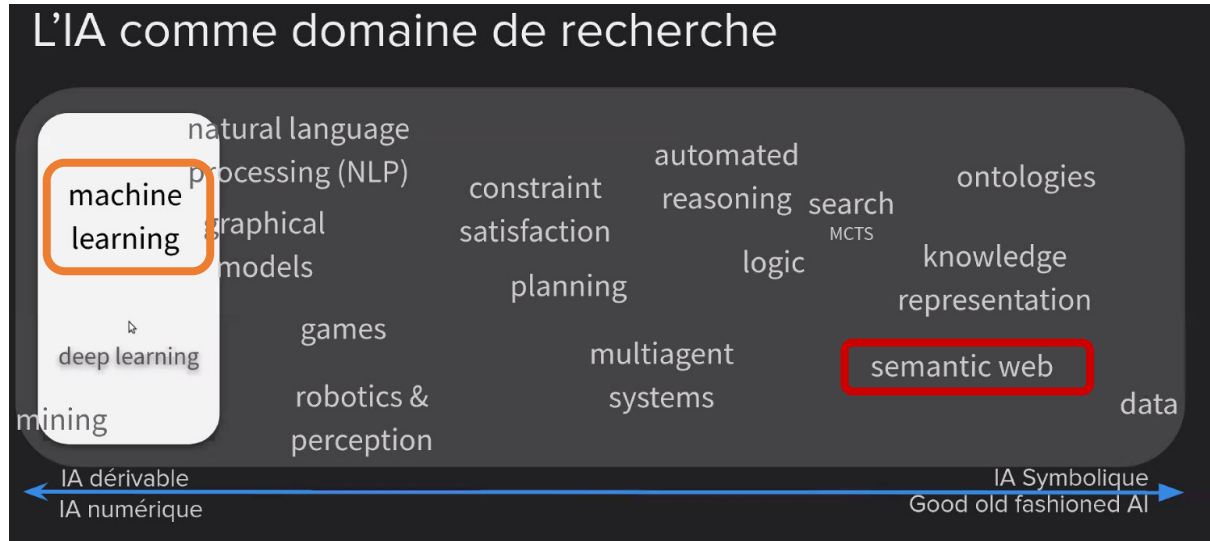 L'IA comme domaine de recherche
natural language
processing (NLP)
machine
learning
graphical
models
constraint
satisfaction
automated
reasoning
search
MCTS
ontologies
logic
knowledge
representation
planning
games
deep learning
multiagent
systems
semantic web
robotics &
perception
mining
data
IA dérivable
IA numérique
IA Symbolique
Good old fashioned AI